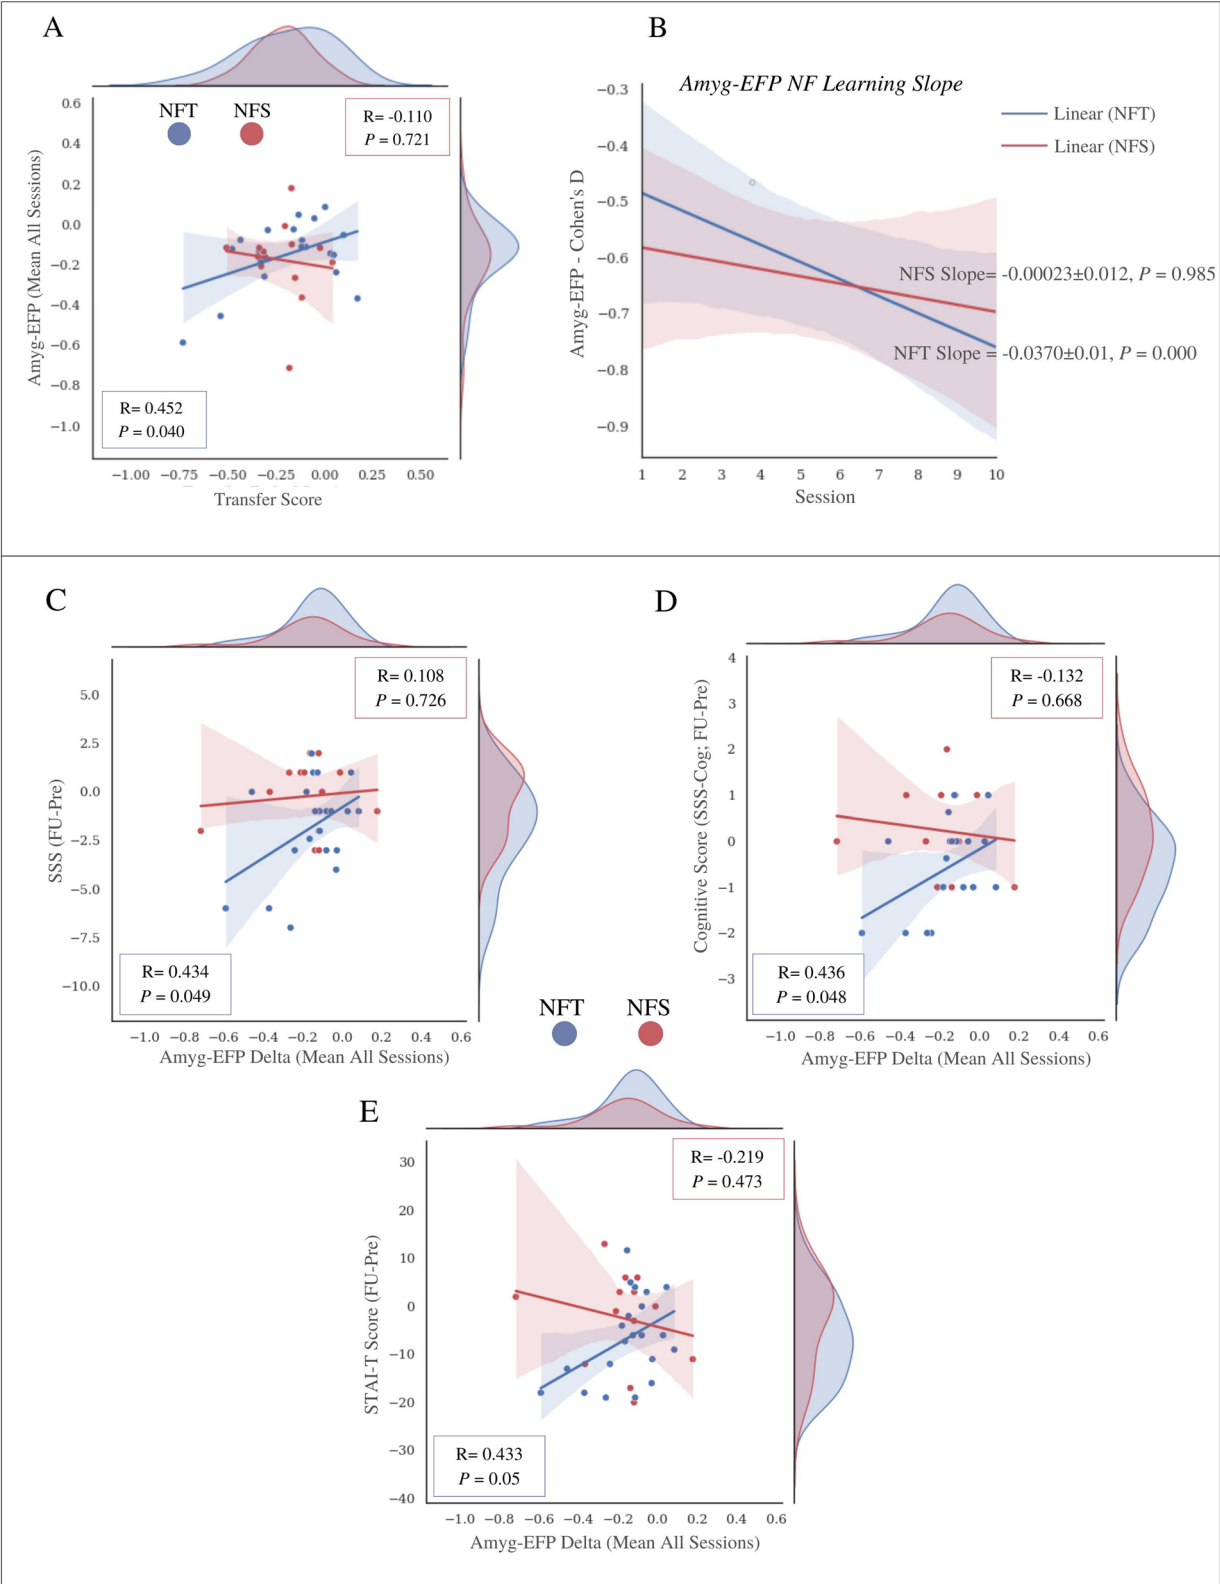 A
NFT
NFS
R= -0.110
P = 0.721
R= 0.452
P = 0.040
0.6
0.4
0.2
0.0
−0.2
−0.4
−0.6
−0.8
−1.0
Amyg-EFP (Mean All Sessions)
−1.00 −0.75 −0.50 −0.25 0.00 0.25 0.50
Transfer Score
B
Amyg-EFP NF Learning Slope
Linear (NFT)
Linear (NFS)
−0.3
−0.4
−0.5
−0.6
−0.7
−0.8
−0.9
Amyg-EFP - Cohen's D
NFS Slope= -0.00023±0.012, P = 0.985
NFT Slope = -0.0370±0.01, P = 0.000
1 2 3 4 5 6 7 8 9 10
Session
C
R= 0.108
P = 0.726
5.0
2.5
0.0
−2.5
−5.0
−7.5
−10.0
SSS (FU-Pre)
R= 0.434
P = 0.049
−1.0 −0.8 −0.6 −0.4 −0.2 0.0 0.2 0.4 0.6
Amyg-EFP Delta (Mean All Sessions)
D
R= -0.132
P = 0.668
4
3
2
1
0
−1
−2
−3
Cognitive Score (SSS-Cog; FU-Pre)
R= 0.436
P = 0.048
−1.0 −0.8 −0.6 −0.4 −0.2 0.0 0.2 0.4 0.6
Amyg-EFP Delta (Mean All Sessions)
NFT
NFS
E
R= -0.219
P = 0.473
30
20
10
0
−10
−20
−30
−40
STAI-T Score (FU-Pre)
R= 0.433
P = 0.05
−1.0 −0.8 −0.6 −0.4 −0.2 0.0 0.2 0.4 0.6
Amyg-EFP Delta (Mean All Sessions)